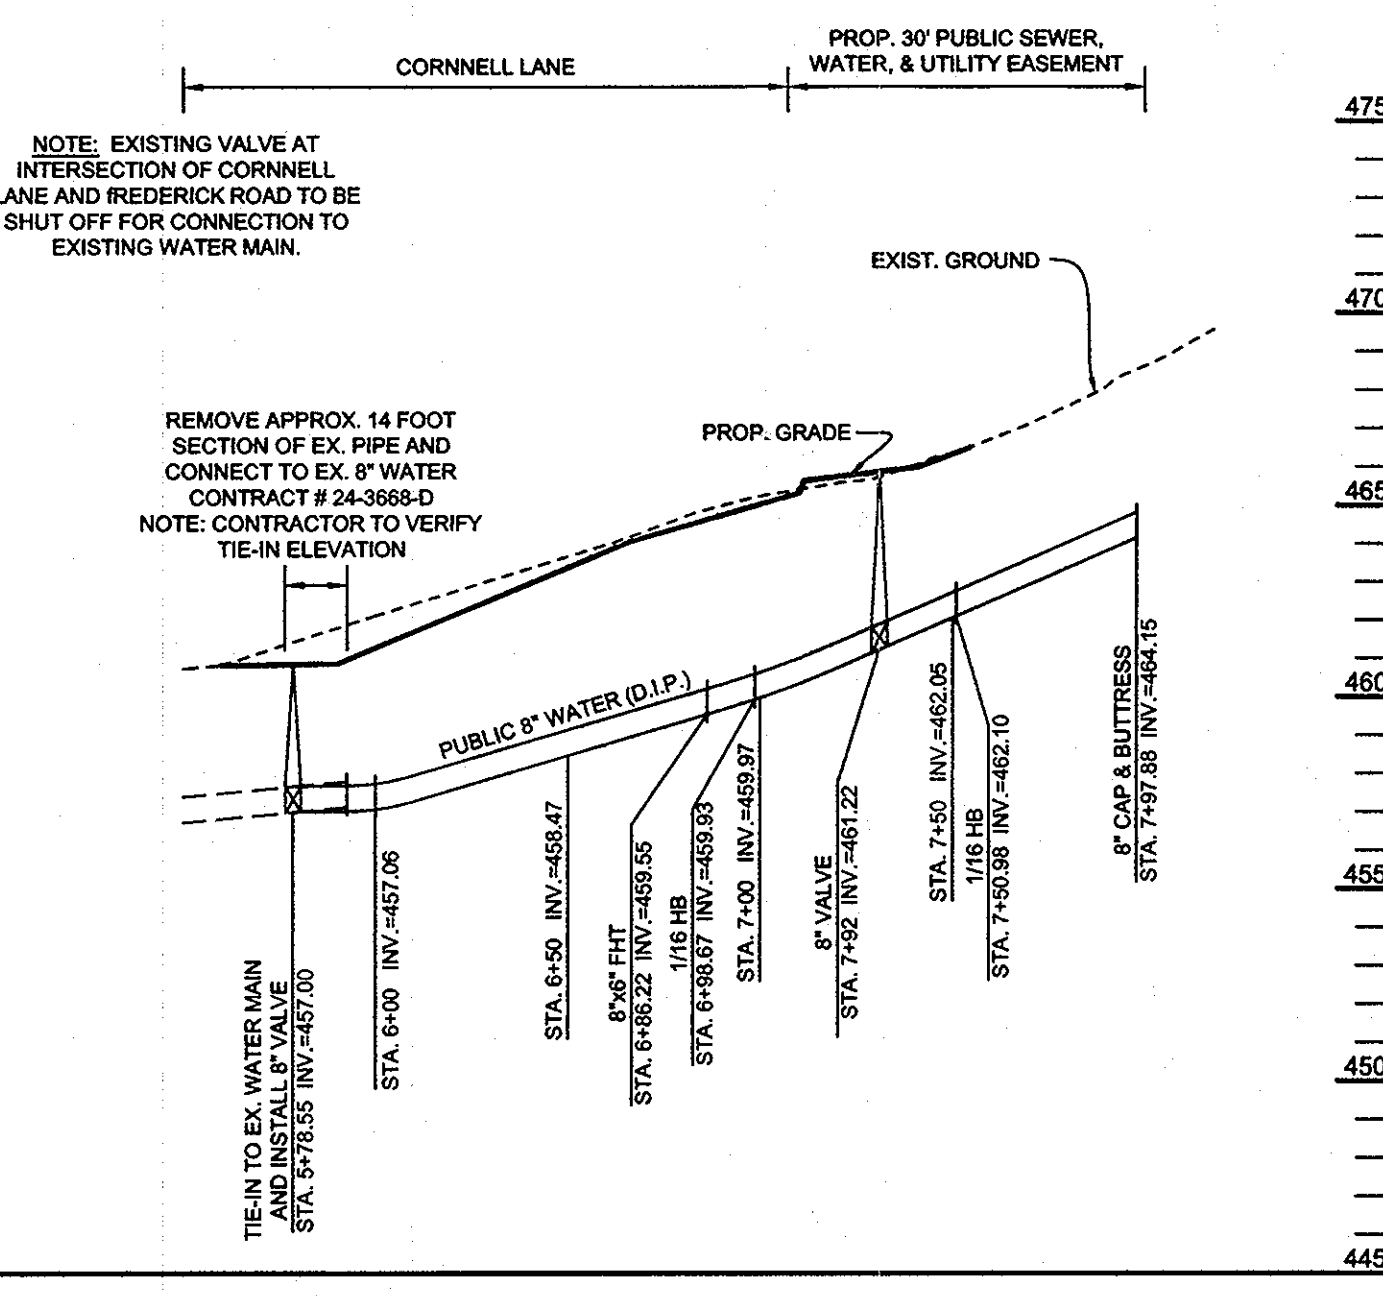 CORNNELL LANE
PROP. 30' PUBLIC SEWER,
WATER, & UTILITY EASEMENT
475
NOTE: EXISTING VALVE AT
INTERSECTION OF CORNNELL
LANE AND fREDERICK ROAD TO BE
SHUT OFF FOR CONNECTION TO
EXISTING WATER MAIN.
EXIST. GROUND
470
REMOVE APPROX. 14 FOOT
SECTION OF EX. PIPE AND
CONNECT TO EX. 8" WATER
CONTRACT # 24-3668-D
NOTE: CONTRACTOR TO VERIFY
TIE-IN ELEVATION
PROP. GRADE
465
460
PUBLIC 8" WATER (D.I.P.)
455
450
445
TIE-IN TO EX. WATER MAIN
AND INSTALL 8" VALVE
STA. 5+78.55 INV.=457.00
STA. 6+00 INV.=457.06
STA. 6+50 INV.=458.47
8"x6" FHT
STA. 6+86.22 INV.=459.55
1/16 HB
STA. 6+98.67 INV.=459.93
STA. 7+00 INV.=459.97
8" VALVE
STA. 7+92 INV.=461.22
STA. 7+50 INV.=462.05
1/16 HB
STA. 7+50.98 INV.=462.10
8" CAP & BUTTRESS
STA. 7+97.88 INV.=464.15